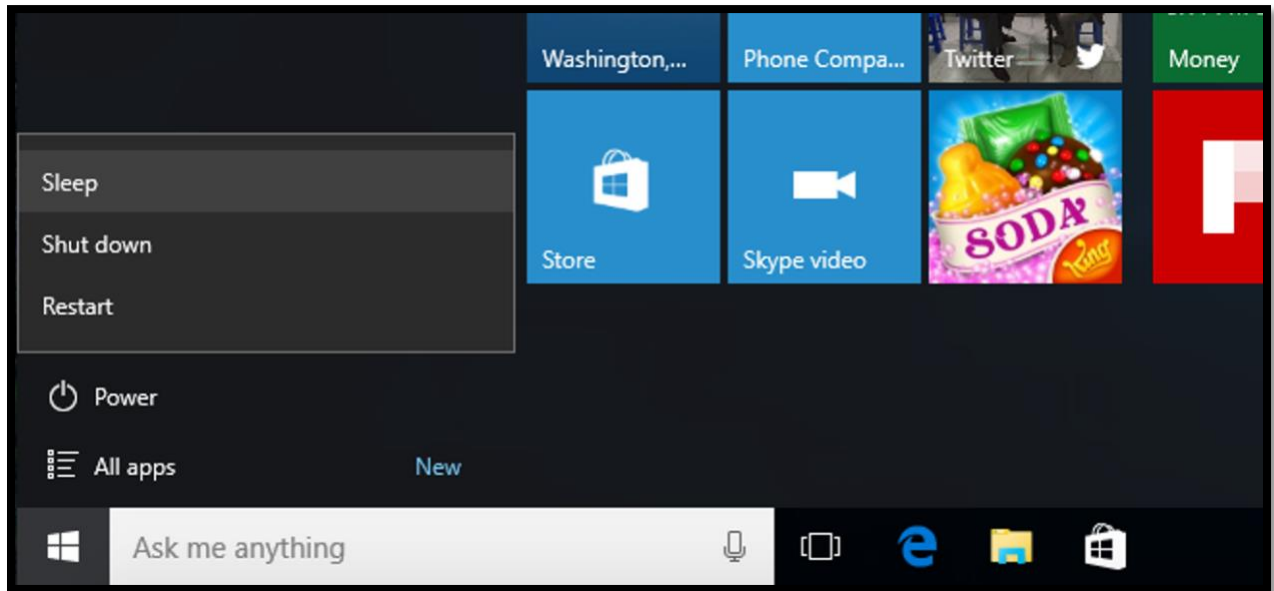 Washington,...
Phone Compa...
Twitter
Money
Sleep
Shut down
Restart
Store
Skype video
SODA
King
Power
All apps
New
Ask me anything